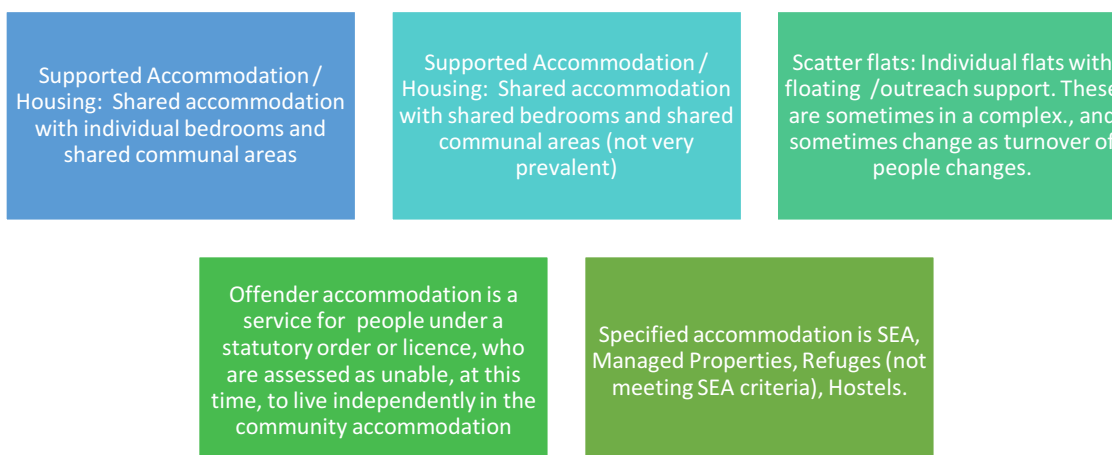 Supported Accommodation /
Housing:  Shared accommodation
with individual bedrooms and
shared communal areas
Supported Accommodation /
Housing:  Shared accommodation
with shared bedrooms and shared
communal areas (not very
prevalent)
Scatter flats: Individual flats with
floating /outreach support. These
are sometimes in a complex., and
sometimes change as turnover of
people changes.
Offender accommodation is a
service for  people under a
statutory order or licence, who
are assessed as unable, at this
time, to live independently in the
community accommodation
Specified accommodation is SEA,
Managed Properties, Refuges (not
meeting SEA criteria), Hostels.